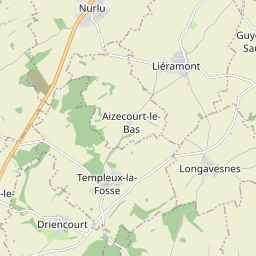 Nurlu
Guy
Sau
Liéramont
Aizecourt-le-
Bas
Longavesnes
Templeux-la-
Fosse
le-
Driencourt